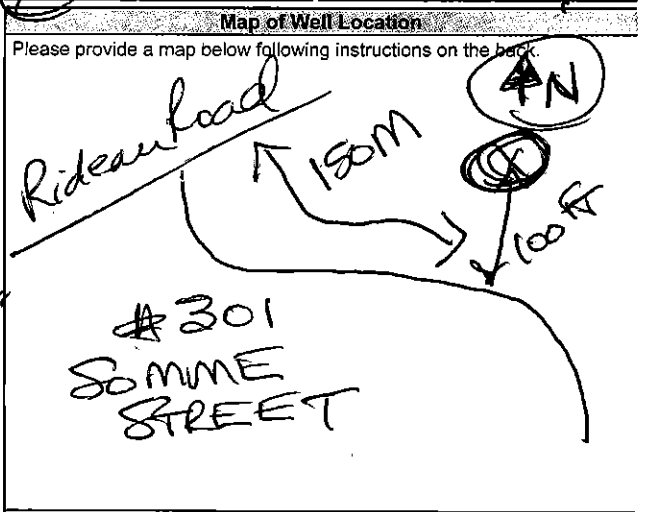 Map of Well Location
Please provide a map below following instructions on the back.
Rideau Road
N
150M
X
100 Ft
#301
SOMME
STREET